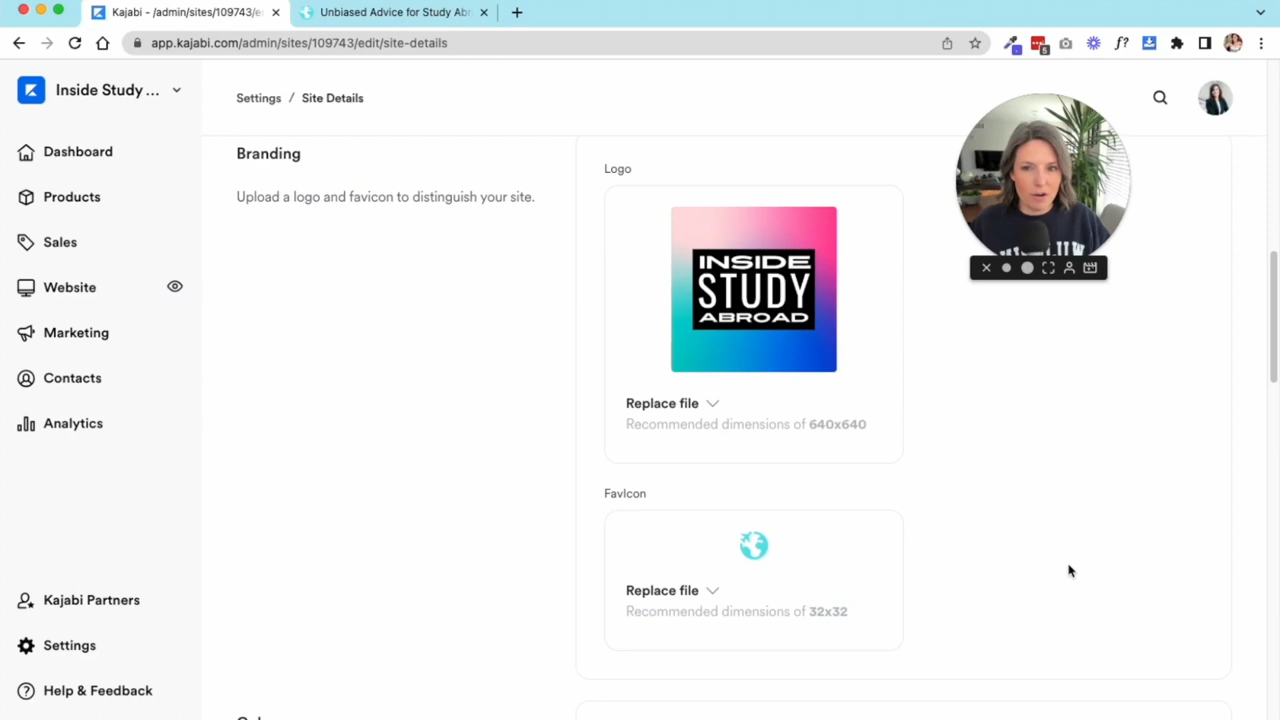 Kajabi - /admin/sites/109743/e
Unbiased Advice for Study Abr
app.kajabi.com/admin/sites/109743/edit/site-details
5
f?
Inside Study ...
Settings / Site Details
Dashboard
Products
Sales
Website
Marketing
Contacts
Analytics
Kajabi Partners
Settings
Help & Feedback
Branding
Upload a logo and favicon to distinguish your site.
Logo
INSIDE
STUDY
ABROAD
Replace file
Recommended dimensions of 640x640
FavIcon
Replace file
Recommended dimensions of 32x32